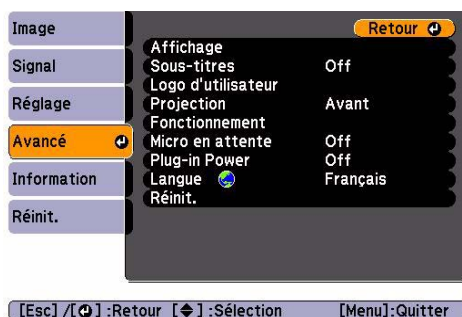 Image
Signal
Réglage
Avancé
Information
Réinit.
Retour
Affichage
Sous-titres Off
Logo d'utilisateur
Projection Avant
Fonctionnement
Micro en attente Off
Plug-in Power Off
Langue Français
Réinit.
[Esc] /[⏎] :Retour [◆] :Sélection [Menu]:Quitter